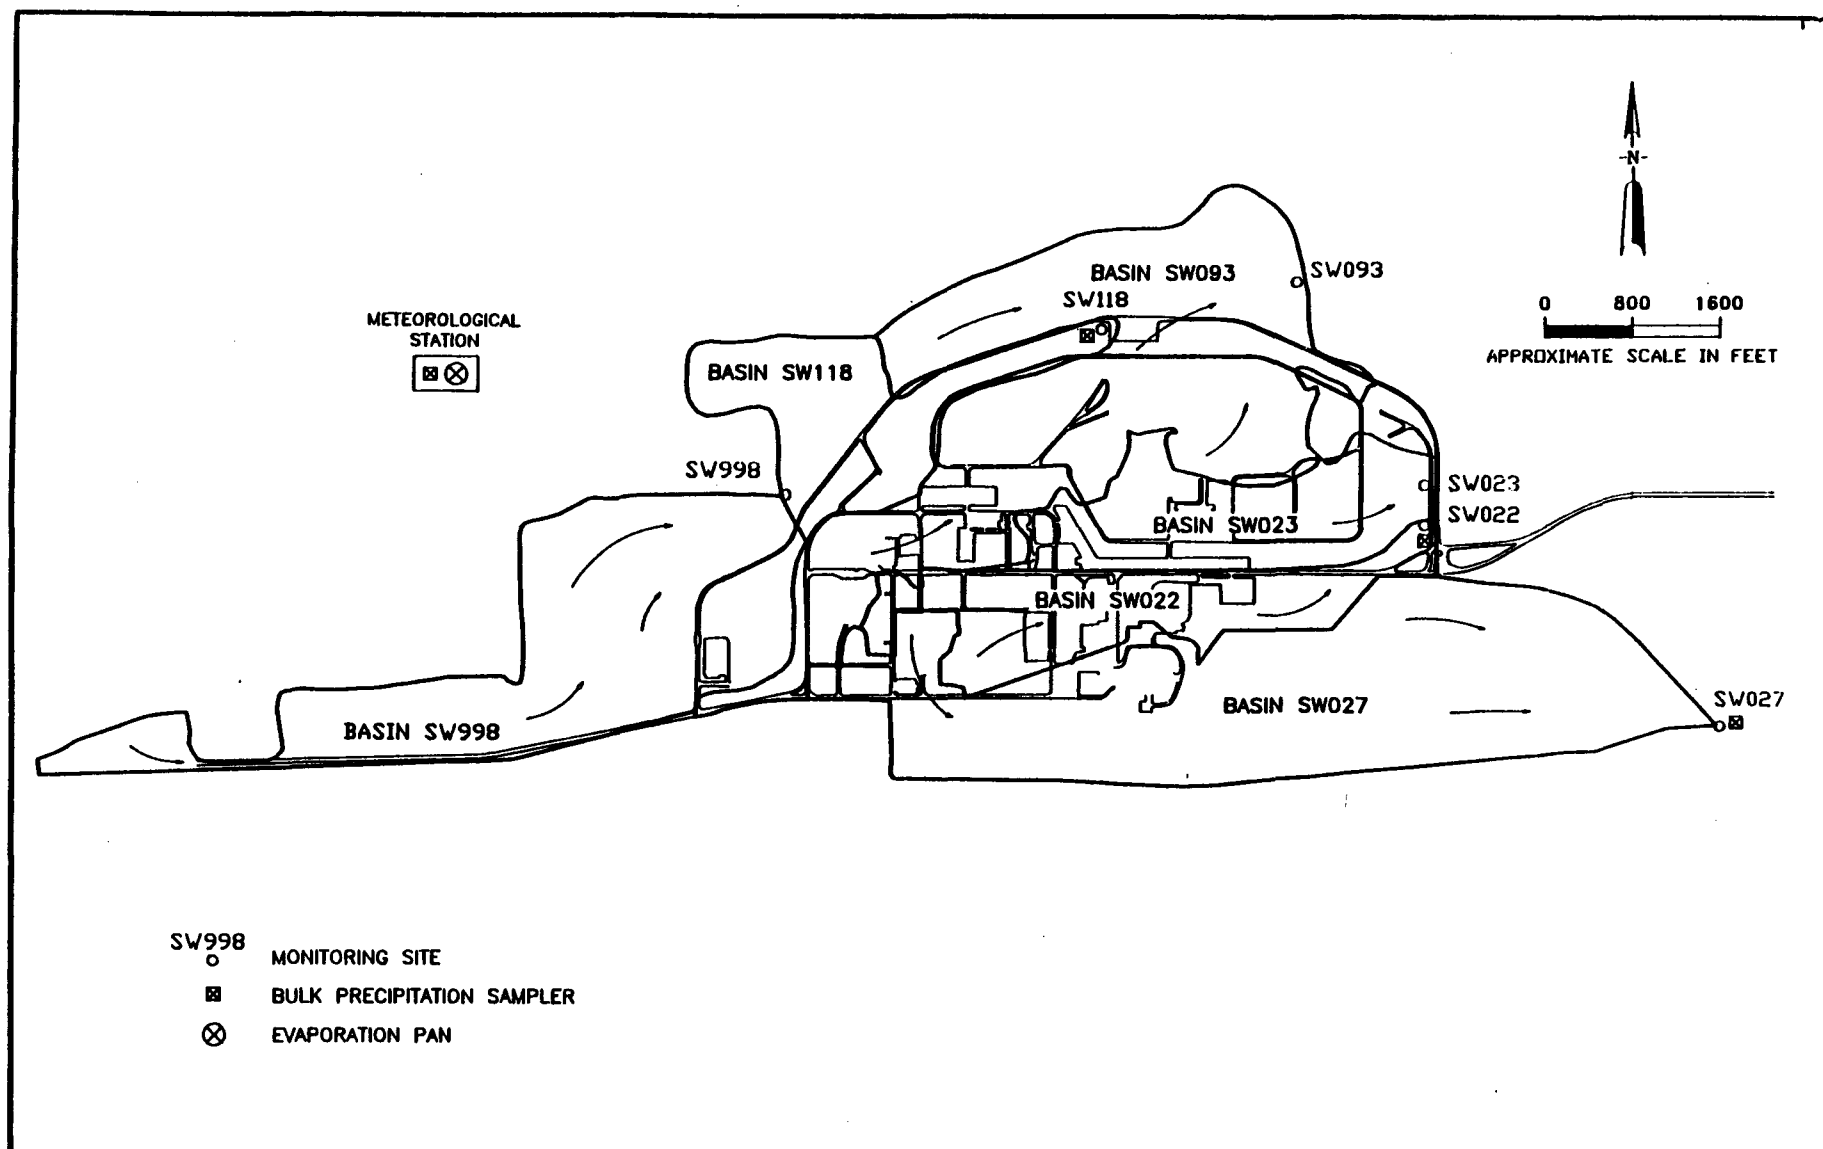 -N-
0 800 1600
APPROXIMATE SCALE IN FEET
BASIN SW093
SW093
SW118
METEOROLOGICAL
STATION
BASIN SW118
SW998
SW023
SW022
BASIN SW023
BASIN SW022
SW027
BASIN SW027
BASIN SW998
SW998
MONITORING SITE
BULK PRECIPITATION SAMPLER
EVAPORATION PAN